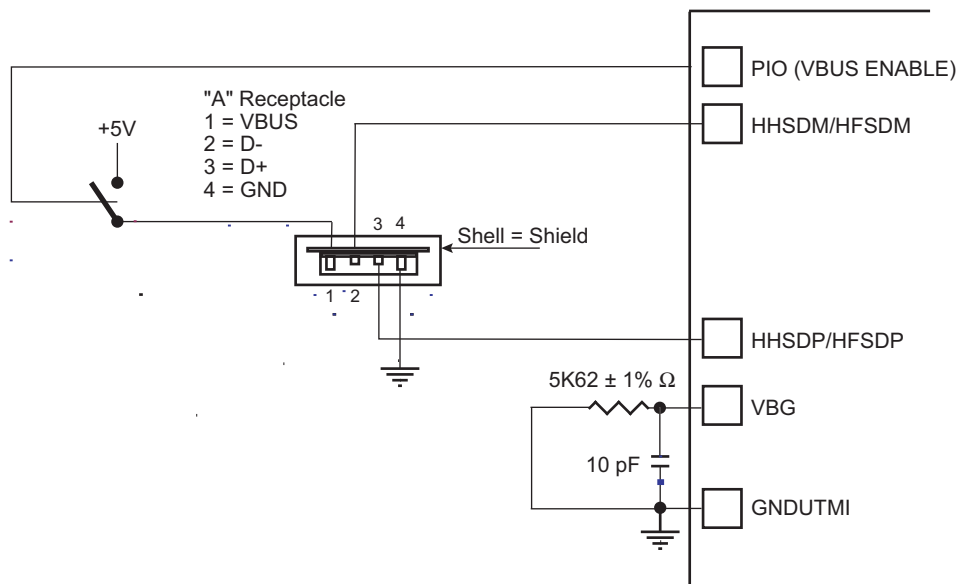 PIO (VBUS ENABLE)
"A" Receptacle
1 = VBUS
2 = D-
3 = D+
4 = GND
+5V
HHSDM/HFSDM
3 4
Shell = Shield
1 2
HHSDP/HFSDP
5K62 ± 1% Ω
VBG
10 pF
GNDUTMI